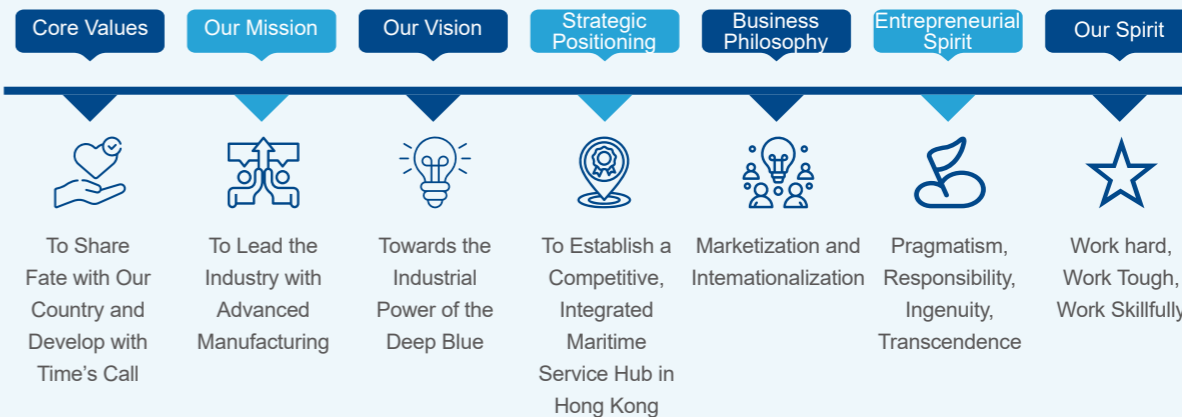 Core Values
Our Mission
Our Vision
Strategic
Positioning
Business
Philosophy
Entrepreneurial
Spirit
Our Spirit
To Share
Fate with Our
Country and
Develop with
Time's Call
To Lead the
Industry with
Advanced
Manufacturing
Towards the
Industrial
Power of the
Deep Blue
To Establish a
Competitive,
Integrated
Maritime
Service Hub in
Hong Kong
Marketization and
Internationalization
Pragmatism,
Responsibility,
Ingenuity,
Transcendence
Work hard,
Work Tough,
Work Skillfully